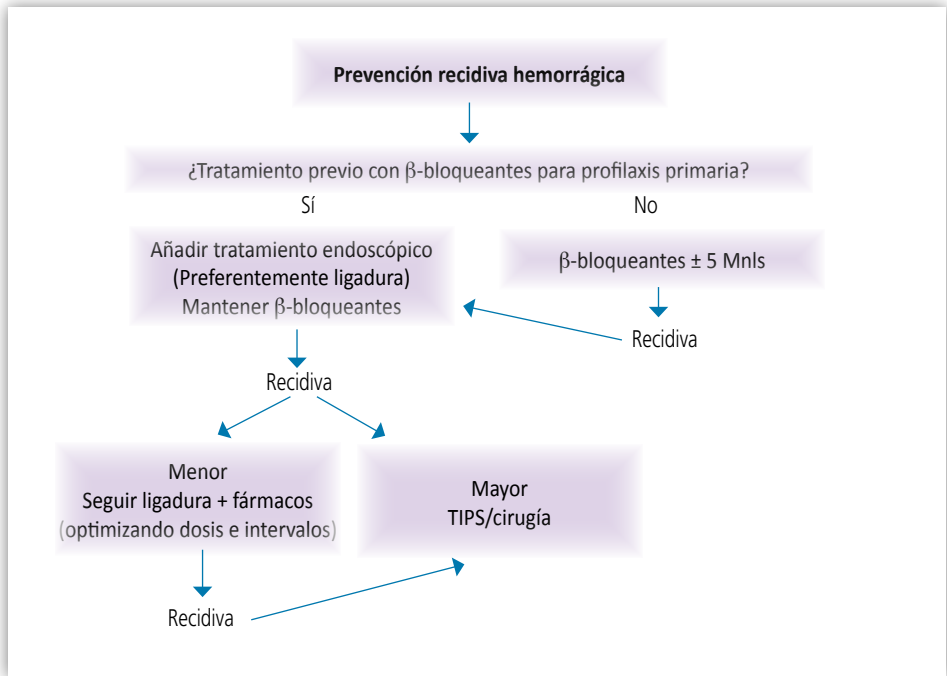 Prevención recidiva hemorrágica
¿Tratamiento previo con β-bloqueantes para profilaxis primaria?
Sí
No
Añadir tratamiento endoscópico
(Preferentemente ligadura)
Mantener β-bloqueantes
β-bloqueantes ± 5 Mnls
Recidiva
Recidiva
Menor
Seguir ligadura + fármacos
(optimizando dosis e intervalos)
Mayor
TIPS/cirugía
Recidiva